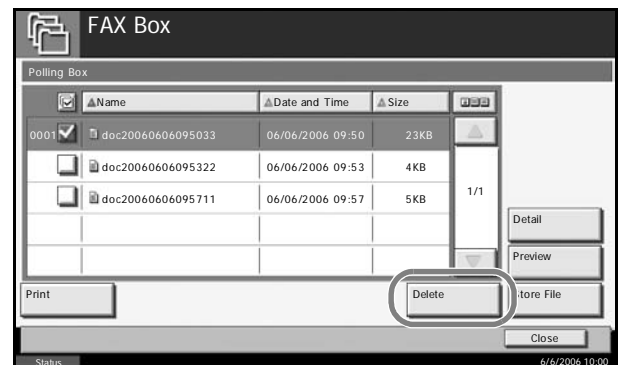 FAX Box
Polling Box
Name Date and Time Size
0001 doc20060606095033 06/06/2006 09:50 23KB
doc20060606095322 06/06/2006 09:53 4KB
doc20060606095711 06/06/2006 09:57 5KB
1/1
Detail
Preview
Print Delete Store File
Close
Status 6/6/2006 10:00